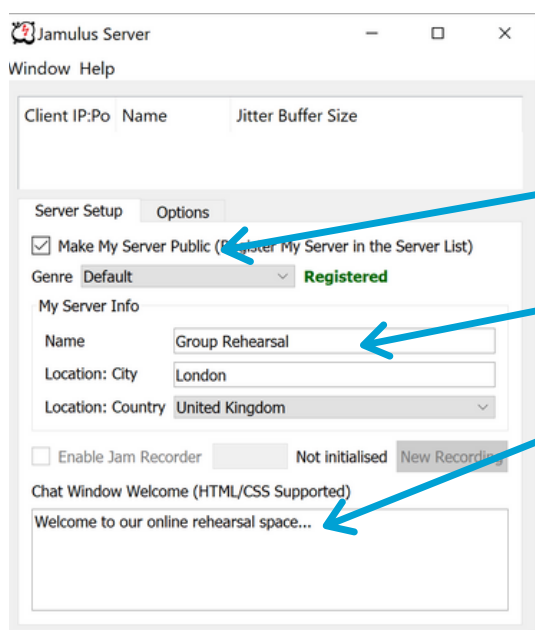 Jamulus Server
Window Help
Client IP:Po Name Jitter Buffer Size
Server Setup Options
Make My Server Public (Register My Server in the Server List)
Genre Default Registered
My Server Info
Name Group Rehearsal
Location: City London
Location: Country United Kingdom
Enable Jam Recorder Not initialised New Recording
Chat Window Welcome (HTML/CSS Supported)
Welcome to our online rehearsal space...